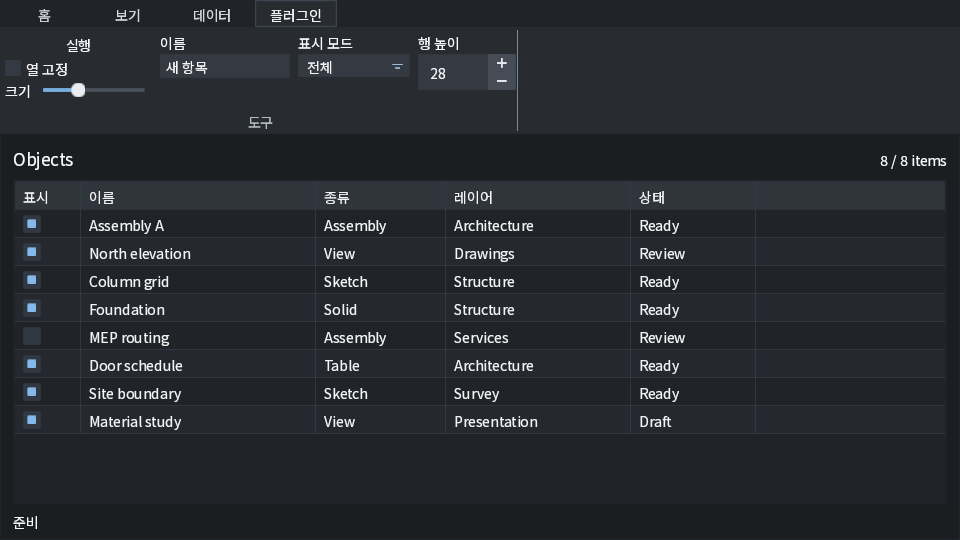 홈 보기 데이터 플러그인
실행 이름 표시 모드 행 높이
열 고정 새 항목 전체 28 + −
크기
도구
Objects 8 / 8 items
표시 이름 종류 레이어 상태
Assembly A Assembly Architecture Ready
North elevation View Drawings Review
Column grid Sketch Structure Ready
Foundation Solid Structure Ready
MEP routing Assembly Services Review
Door schedule Table Architecture Ready
Site boundary Sketch Survey Ready
Material study View Presentation Draft
준비